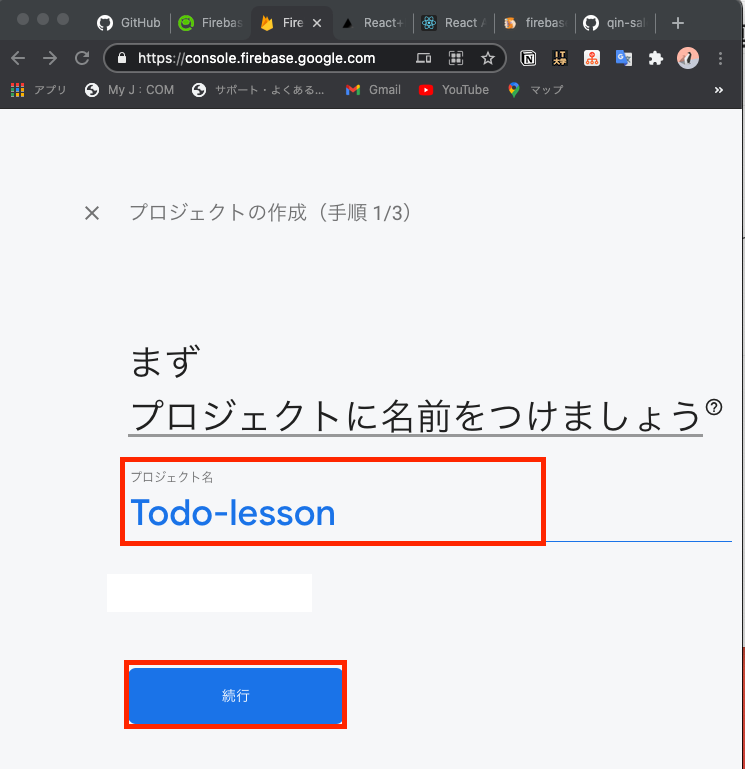 GitHub Firebas Fire React+ React A firebase qin-sal
https://console.firebase.google.com
アプリ My J：COM サポート・よくある... Gmail YouTube マップ »
プロジェクトの作成（手順 1/3）
まず
プロジェクトに名前をつけましょう
プロジェクト名
Todo-lesson
続行